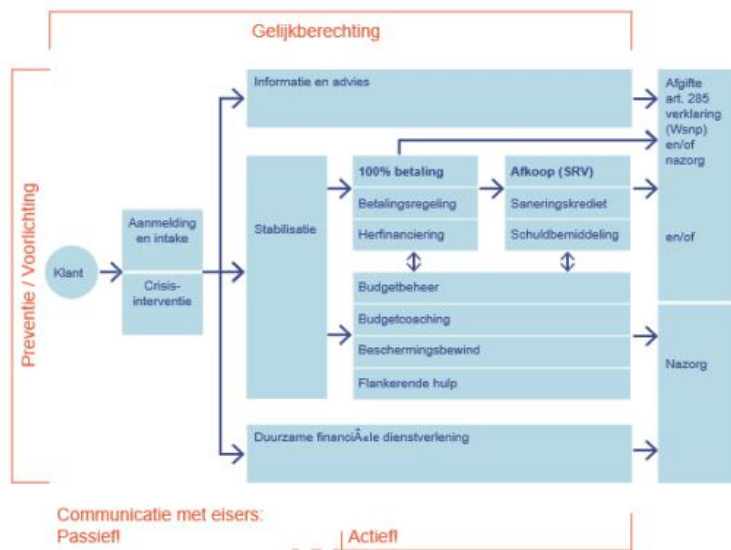 Gelijkberechting
Preventie / Voorlichting
Klant
Aanmelding
en intake
Crisis-
interventie
Informatie en advies
Stabilisatie
100% betaling
Betalingsregeling
Herfinanciering
Afkoop (SRV)
Saneringskrediet
Schuldbemiddeling
Budgetbeheer
Budgetcoaching
Beschermingsbewind
Flankerende hulp
Duurzame financiÃ«le dienstverlening
Afgifte
art. 285
verklaring
(Wsnp)
en/of
nazorg
en/of
Nazorg
Communicatie met eisers:
Passief!
Actief!